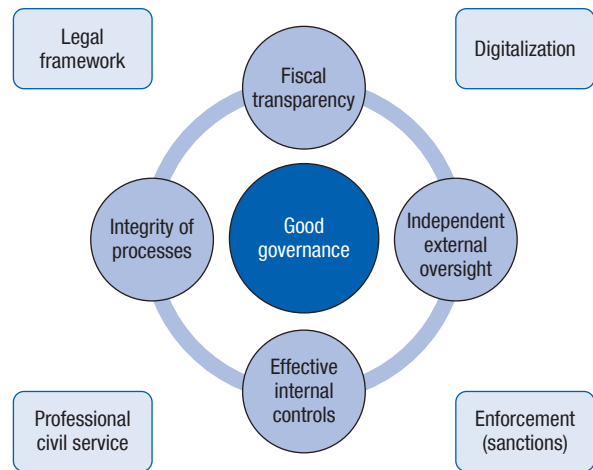 Legal
framework
Digitalization
Fiscal
transparency
Integrity of
processes
Good
governance
Independent
external
oversight
Effective
internal
controls
Professional
civil service
Enforcement
(sanctions)